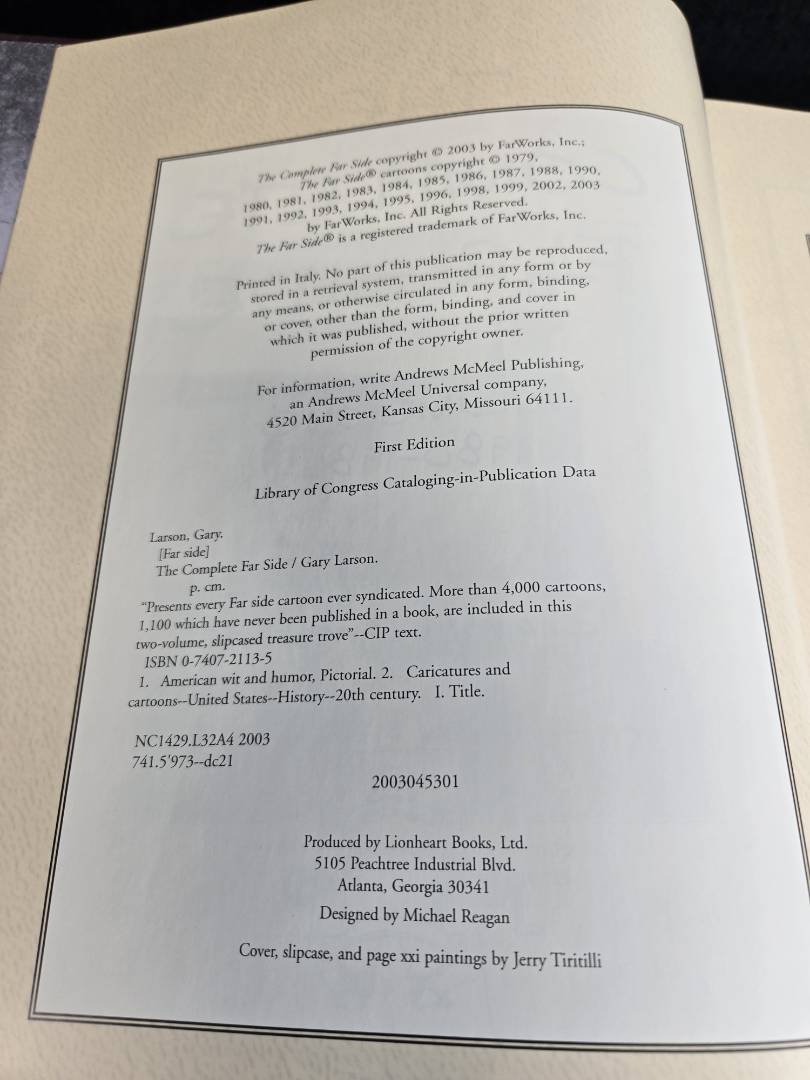 The Complete Far Side copyright © 2003 by FarWorks, Inc.;
The Far Side® cartoons copyright © 1979,
1980, 1981, 1982, 1983, 1984, 1985, 1986, 1987, 1988, 1990,
1991, 1992, 1993, 1994, 1995, 1996, 1998, 1999, 2002, 2003
by FarWorks, Inc. All Rights Reserved.
The Far Side® is a registered trademark of FarWorks, Inc.
Printed in Italy. No part of this publication may be reproduced,
stored in a retrieval system, transmitted in any form or by
any means, or otherwise circulated in any form, binding,
or cover, other than the form, binding, and cover in
which it was published, without the prior written
permission of the copyright owner.
For information, write Andrews McMeel Publishing,
an Andrews McMeel Universal company,
4520 Main Street, Kansas City, Missouri 64111.
First Edition
Library of Congress Cataloging-in-Publication Data
Larson, Gary.
[Far side]
The Complete Far Side / Gary Larson.
p. cm.
"Presents every Far side cartoon ever syndicated. More than 4,000 cartoons,
1,100 which have never been published in a book, are included in this
two-volume, slipcased treasure trove"--CIP text.
ISBN 0-7407-2113-5
1. American wit and humor, Pictorial. 2. Caricatures and
cartoons--United States--History--20th century. I. Title.
NC1429.L32A4 2003
741.5'973--dc21
2003045301
Produced by Lionheart Books, Ltd.
5105 Peachtree Industrial Blvd.
Atlanta, Georgia 30341
Designed by Michael Reagan
Cover, slipcase, and page xxi paintings by Jerry Tiritilli